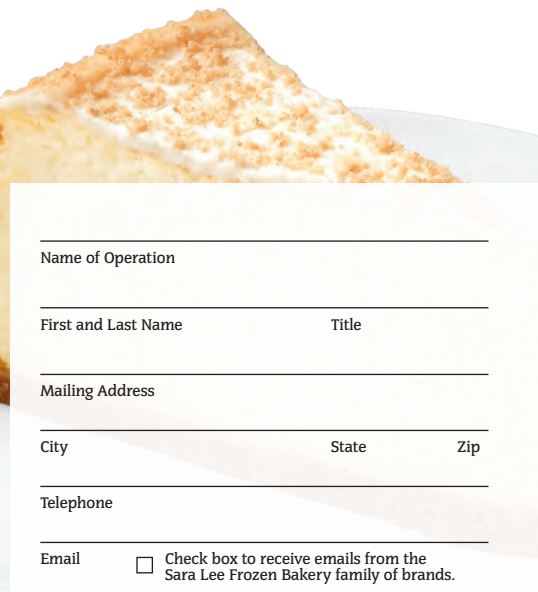 Name of Operation
First and Last Name Title
Mailing Address
City State Zip
Telephone
Email Check box to receive emails from the
Sara Lee Frozen Bakery family of brands.